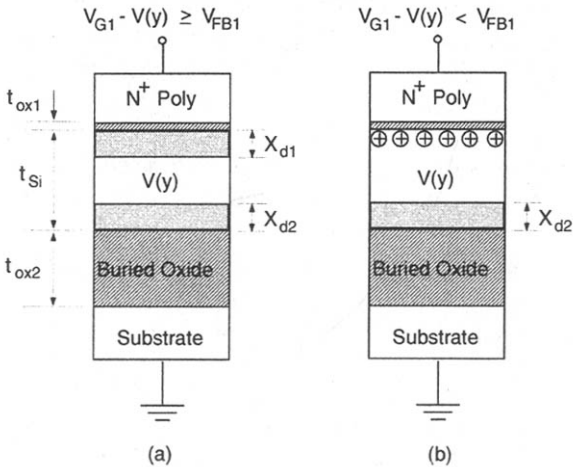 V_G1 - V(y) ≥ V_FB1
t_ox1
N^+ Poly
X_d1
t_Si
V(y)
X_d2
t_ox2
Buried Oxide
Substrate
(a)
V_G1 - V(y) < V_FB1
N^+ Poly
⊕ ⊕ ⊕ ⊕ ⊕ ⊕
V(y)
X_d2
Buried Oxide
Substrate
(b)